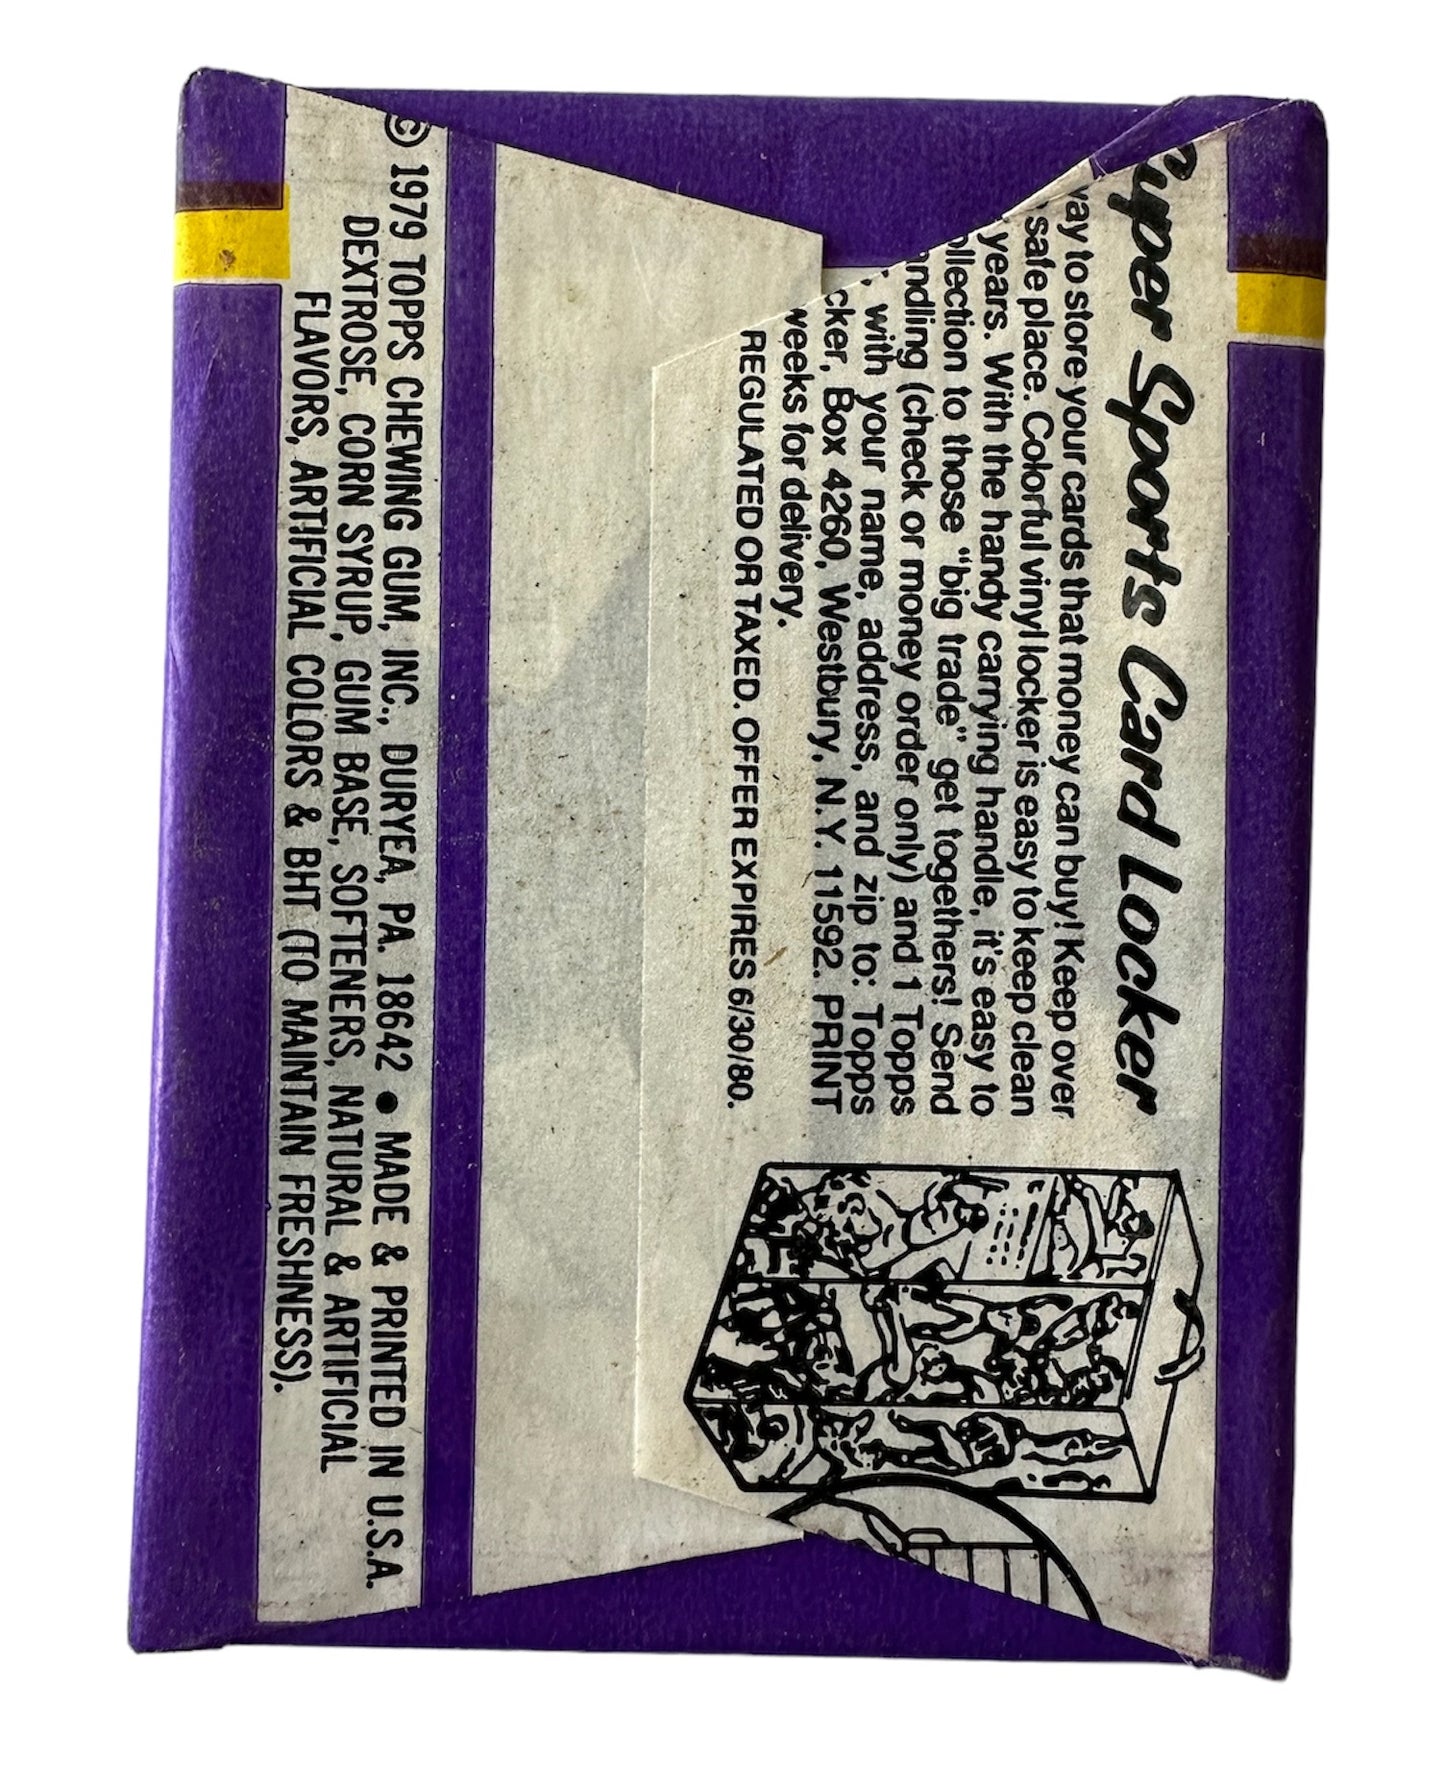 Super Sports Card Locker
way to store your cards that money can buy! Keep over
safe place. Colorful vinyl locker is easy to keep clean
years. With the handy carrying handle, it's easy to
ollection to those "big trade" get togethers! Send
andling (check or money order only) and 1 Topps
, with your name, address, and zip to: Topps
cker, Box 4260, Westbury, N.Y. 11592. PRINT
weeks for delivery.
REGULATED OR TAXED. OFFER EXPIRES 6/30/80.
© 1979 TOPPS CHEWING GUM, INC., DURYEA, PA. 18642 • MADE & PRINTED IN U.S.A.
DEXTROSE, CORN SYRUP, GUM BASE, SOFTENERS, NATURAL & ARTIFICIAL
FLAVORS, ARTIFICIAL COLORS & BHT (TO MAINTAIN FRESHNESS).